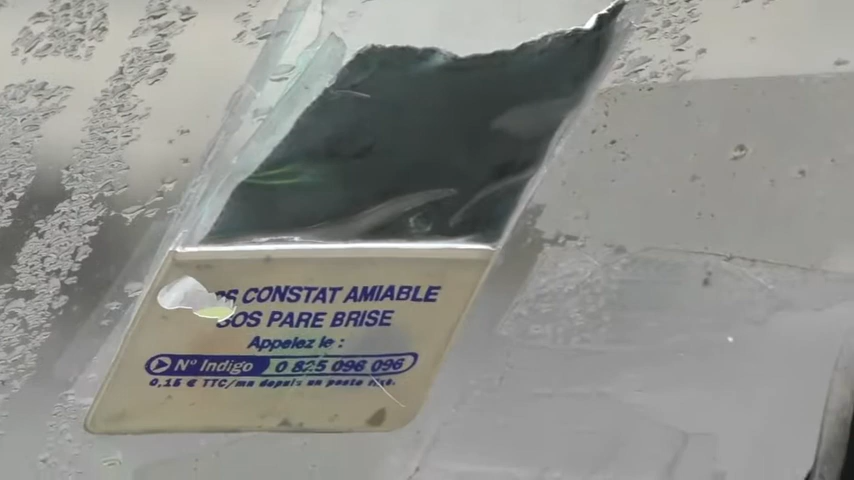 CONSTAT AMIABLE
SOS PARE BRISE
Appelez le :
N° Indigo 0 825 096 096
0,15 € TTC/mn depuis un poste fixe.